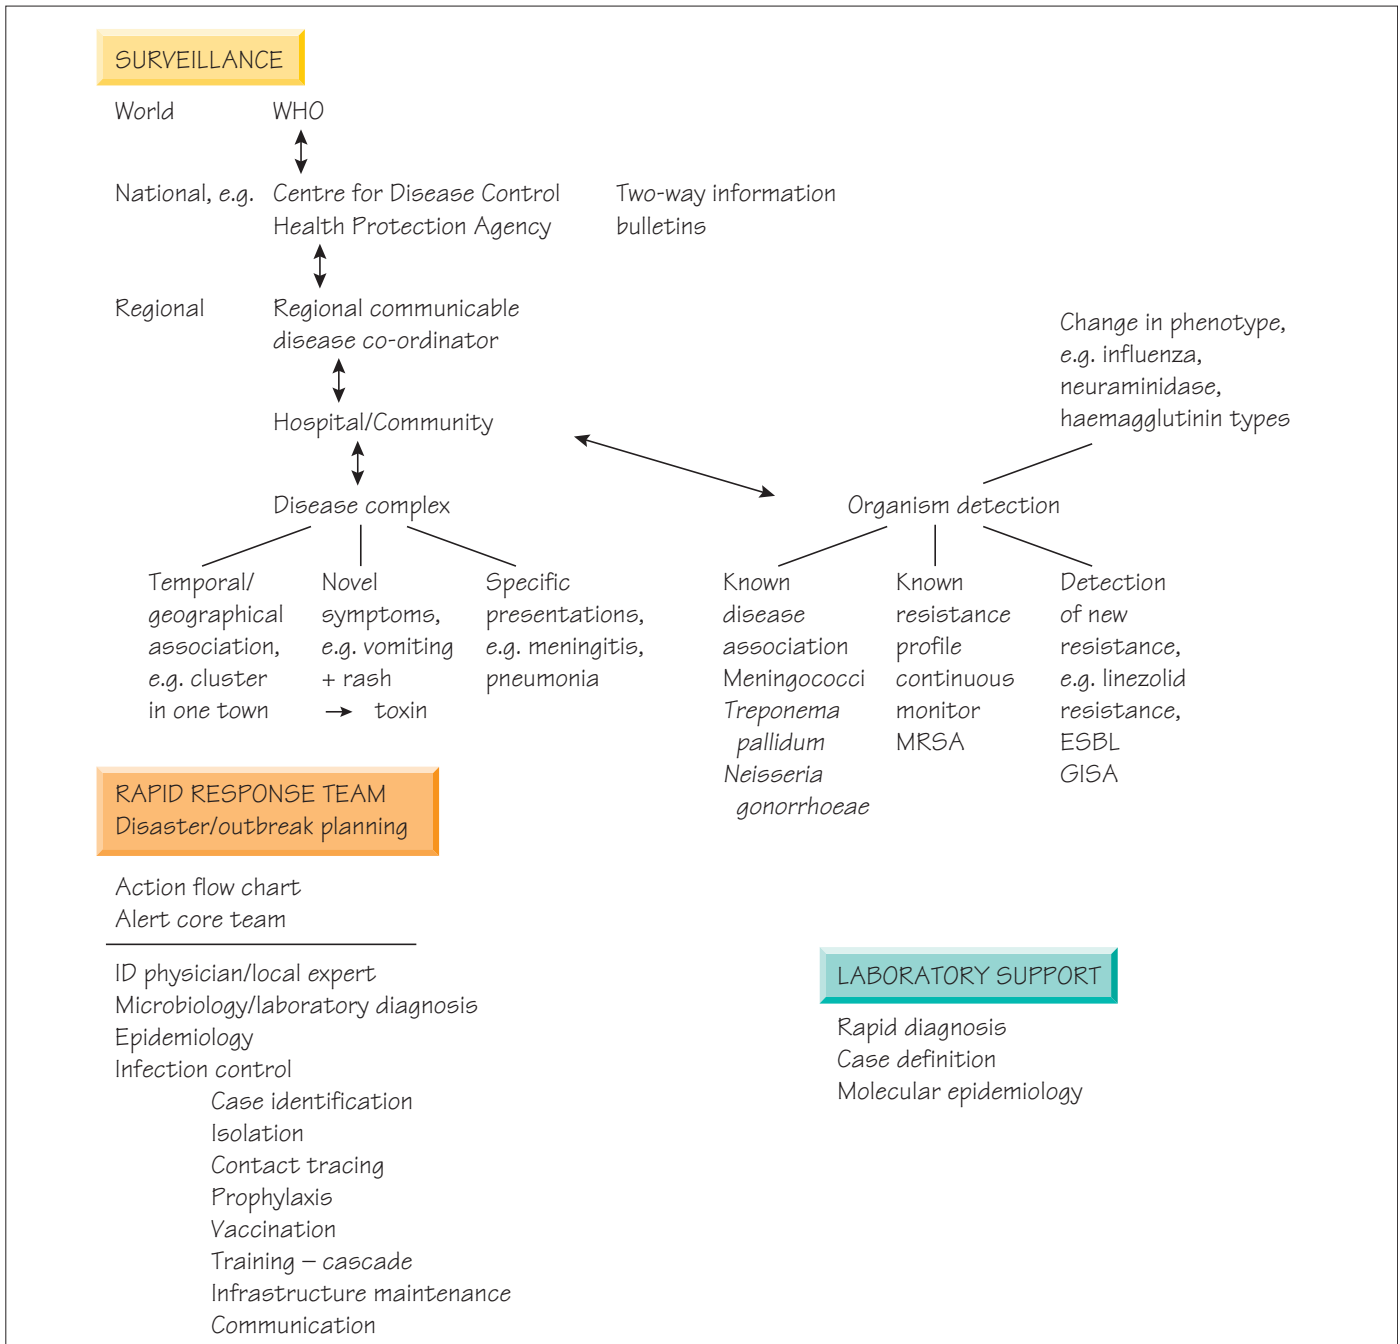 SURVEILLANCE
World WHO
National, e.g. Centre for Disease Control Two-way information
Health Protection Agency bulletins
Regional Regional communicable
disease co-ordinator
Change in phenotype,
e.g. influenza,
neuraminidase,
haemagglutinin types
Hospital/Community
Disease complex
Organism detection
Temporal/
geographical
association,
e.g. cluster
in one town
Novel
symptoms,
e.g. vomiting
+ rash
→ toxin
Specific
presentations,
e.g. meningitis,
pneumonia
Known
disease
association
Meningococci
Treponema
pallidum
Neisseria
gonorrhoeae
Known
resistance
profile
continuous
monitor
MRSA
Detection
of new
resistance,
e.g. linezolid
resistance,
ESBL
GISA
RAPID RESPONSE TEAM
Disaster/outbreak planning
Action flow chart
Alert core team
ID physician/local expert
Microbiology/laboratory diagnosis
Epidemiology
Infection control
Case identification
Isolation
Contact tracing
Prophylaxis
Vaccination
Training – cascade
Infrastructure maintenance
Communication
LABORATORY SUPPORT
Rapid diagnosis
Case definition
Molecular epidemiology